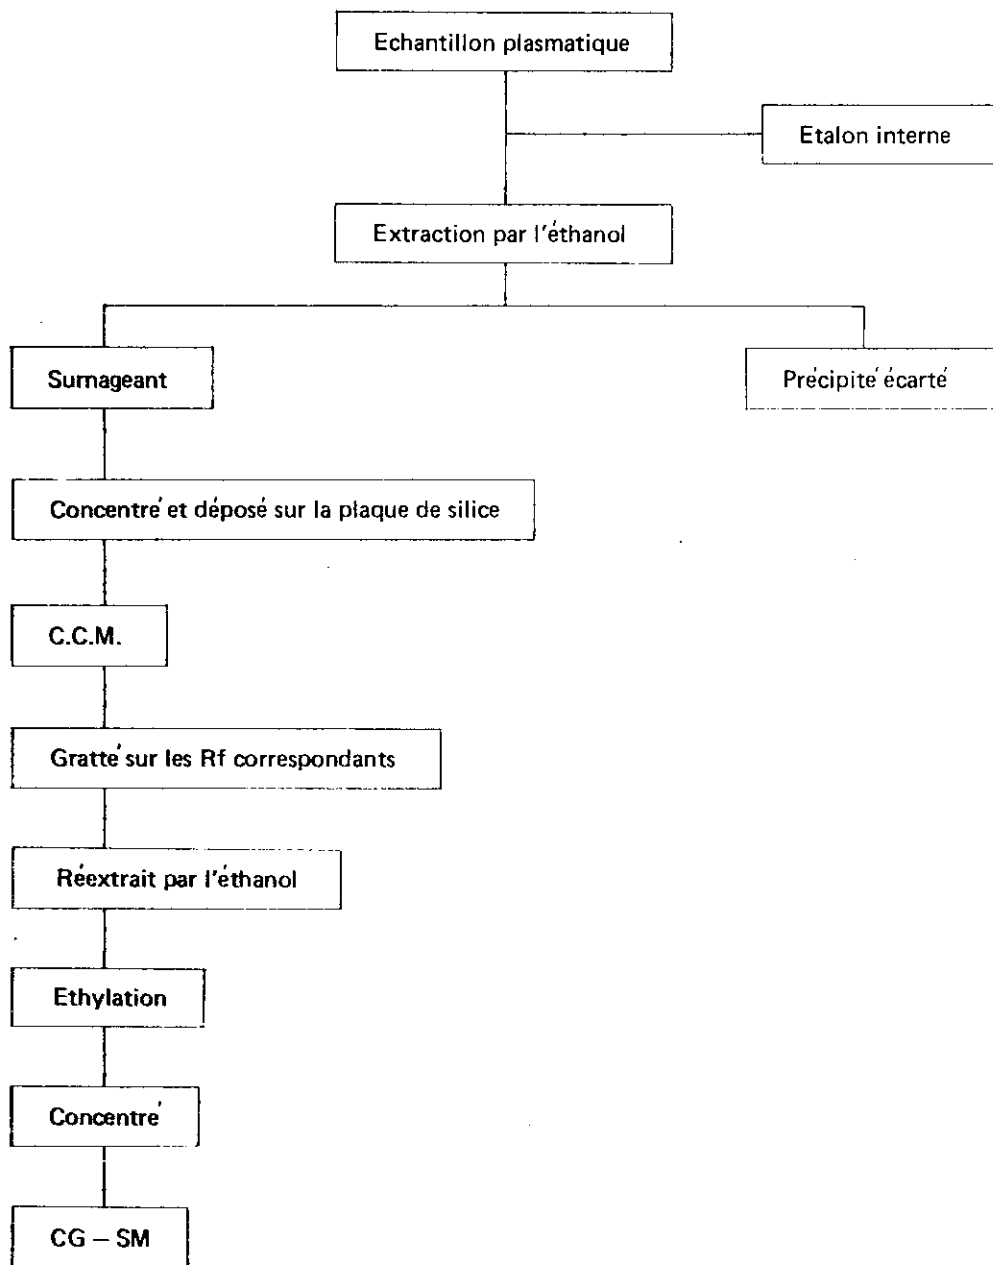 Echantillon plasmatique
Etalon interne
Extraction par l'éthanol
Surnageant
Précipité écarté
Concentré et déposé sur la plaque de silice
C.C.M.
Gratté sur les Rf correspondants
Réextrait par l'éthanol
Ethylation
Concentré
CG – SM